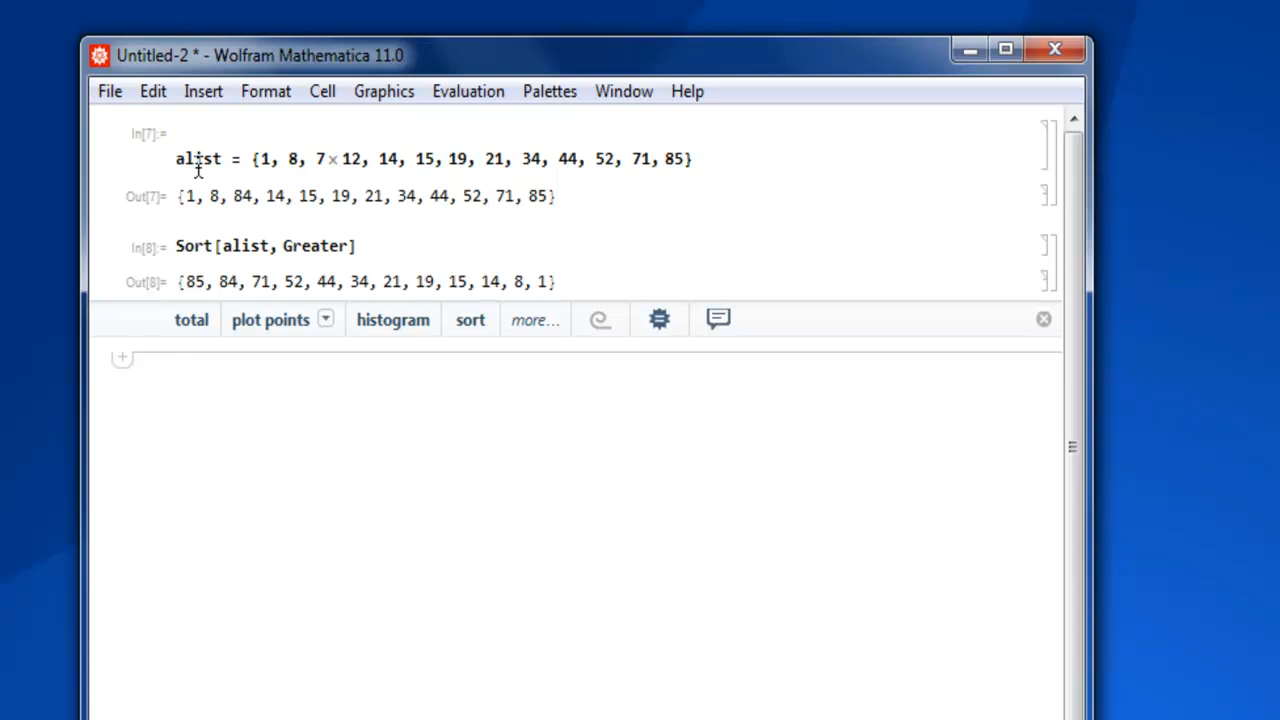 Untitled-2 * - Wolfram Mathematica 11.0
File Edit Insert Format Cell Graphics Evaluation Palettes Window Help
In[7]:=
alist = {1, 8, 7×12, 14, 15, 19, 21, 34, 44, 52, 71, 85}
Out[7]= {1, 8, 84, 14, 15, 19, 21, 34, 44, 52, 71, 85}
In[8]:= Sort[alist, Greater]
Out[8]= {85, 84, 71, 52, 44, 34, 21, 19, 15, 14, 8, 1}
total plot points histogram sort more...